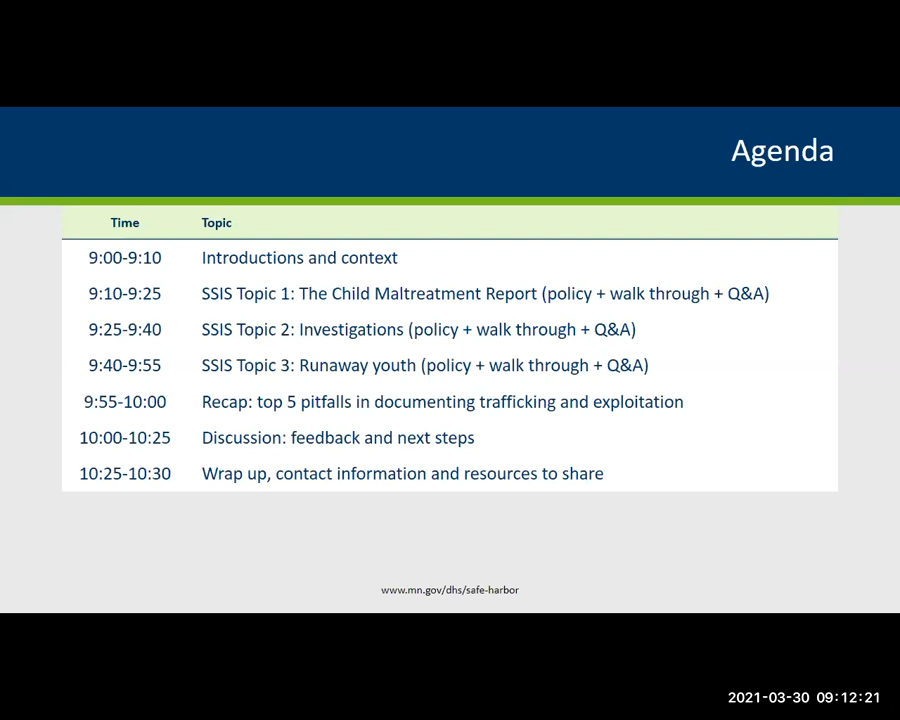 Agenda
Time Topic
9:00-9:10 Introductions and context
9:10-9:25 SSIS Topic 1: The Child Maltreatment Report (policy + walk through + Q&A)
9:25-9:40 SSIS Topic 2: Investigations (policy + walk through + Q&A)
9:40-9:55 SSIS Topic 3: Runaway youth (policy + walk through + Q&A)
9:55-10:00 Recap: top 5 pitfalls in documenting trafficking and exploitation
10:00-10:25 Discussion: feedback and next steps
10:25-10:30 Wrap up, contact information and resources to share
www.mn.gov/dhs/safe-harbor
2021-03-30 09:12:21